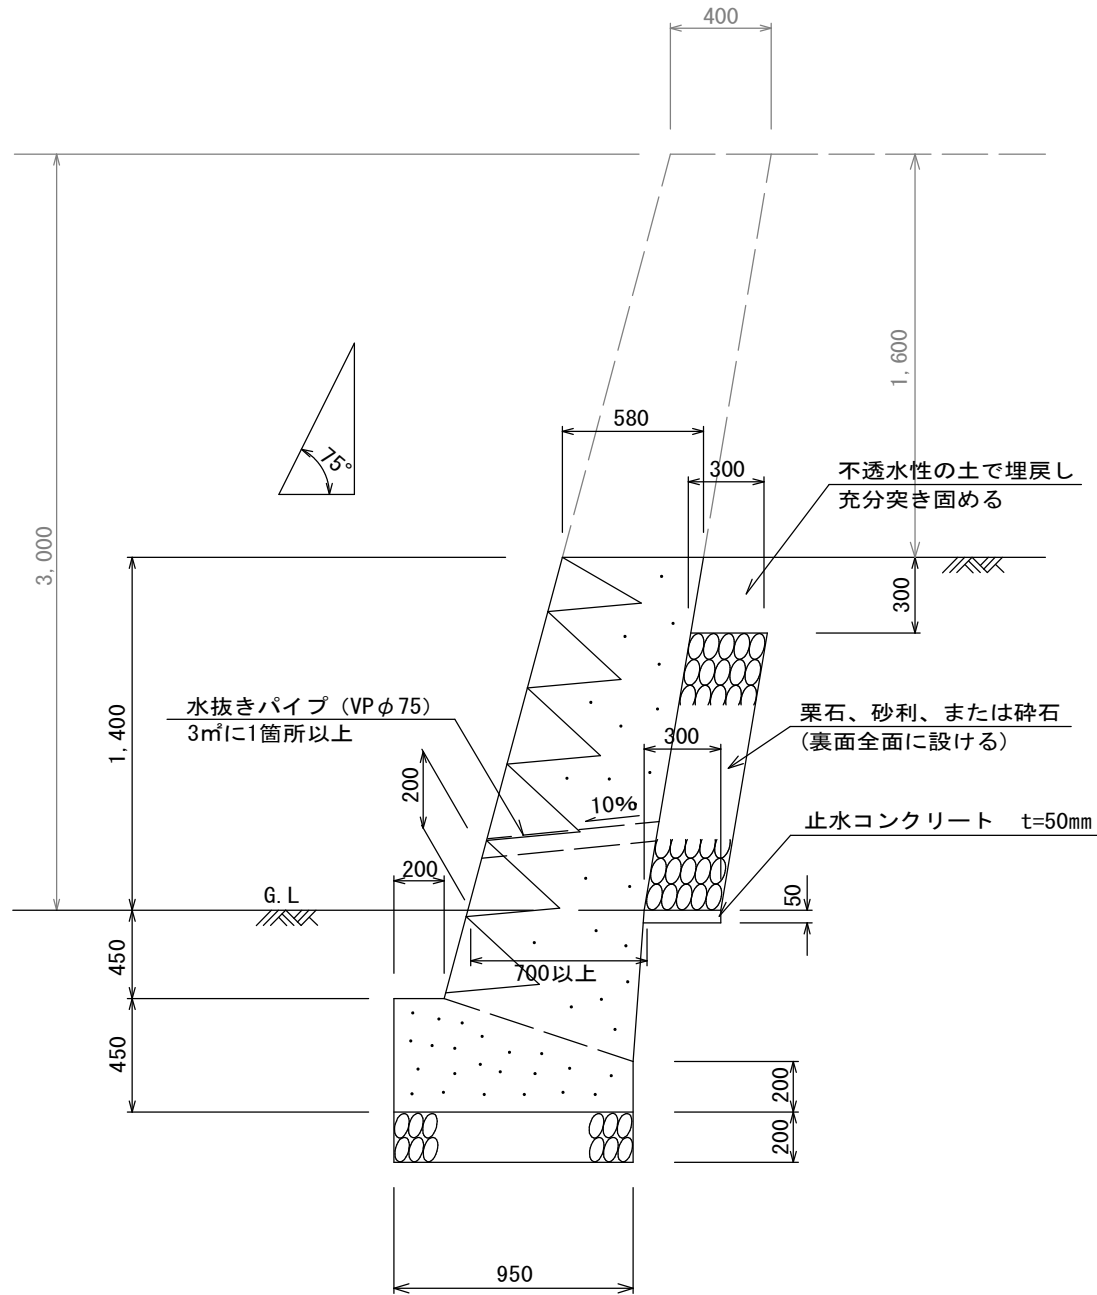 400
3,000
1,600
75°
580
300
不透水性の土で埋戻し
充分突き固める
300
1,400
水抜きパイプ（VPφ75）
3㎡に1箇所以上
200
10%
300
栗石、砂利、または砕石
(裏面全面に設ける)
止水コンクリート　t=50mm
200
G.L
50
450
700以上
450
200
200
950